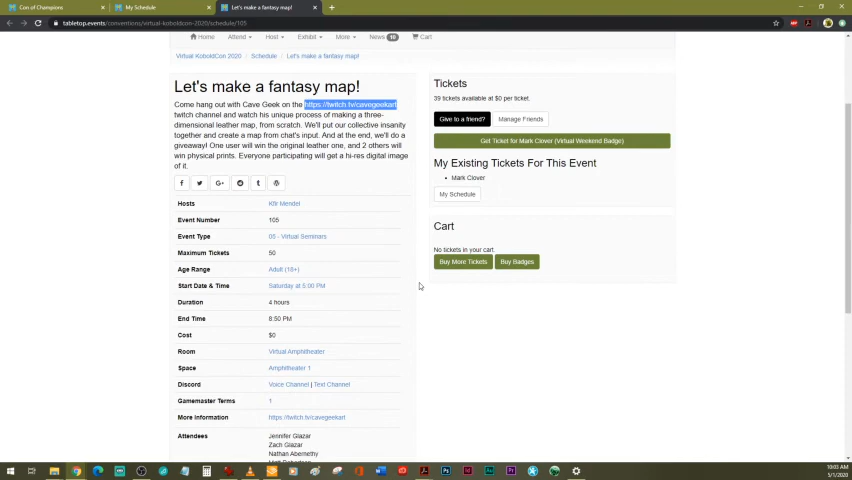 Con of Champions
My Schedule
Let's make a fantasy map!
tabletop.events/conventions/virtual-koboldcon-2020/schedule/105
Home Attend Host Exhibit More News 16 Cart
Virtual KoboldCon 2020 / Schedule / Let's make a fantasy map!
Let's make a fantasy map!
Come hang out with Cave Geek on the https://twitch.tv/cavegeekart
twitch channel and watch his unique process of making a three-
dimensional leather map, from scratch. We'll put our collective insanity
together and create a map from chat's input. And at the end, we'll do a
giveaway! One user will win the original leather one, and 2 others will
win physical prints. Everyone participating will get a hi-res digital image
of it.
Hosts Kfir Mendel
Event Number 105
Event Type 05 - Virtual Seminars
Maximum Tickets 50
Age Range Adult (18+)
Start Date & Time Saturday at 5:00 PM
Duration 4 hours
End Time 8:50 PM
Cost $0
Room Virtual Amphitheater
Space Amphitheater 1
Discord Voice Channel | Text Channel
Gamemaster Terms 1
More Information https://twitch.tv/cavegeekart
Attendees Jennifer Glazar
Zach Glazar
Nathan Abernethy
Tickets
39 tickets available at $0 per ticket.
Give to a friend? Manage Friends
Get Ticket for Mark Clover (Virtual Weekend Badge)
My Existing Tickets For This Event
• Mark Clover
My Schedule
Cart
No tickets in your cart.
Buy More Tickets Buy Badges
10:03 AM
5/1/2020